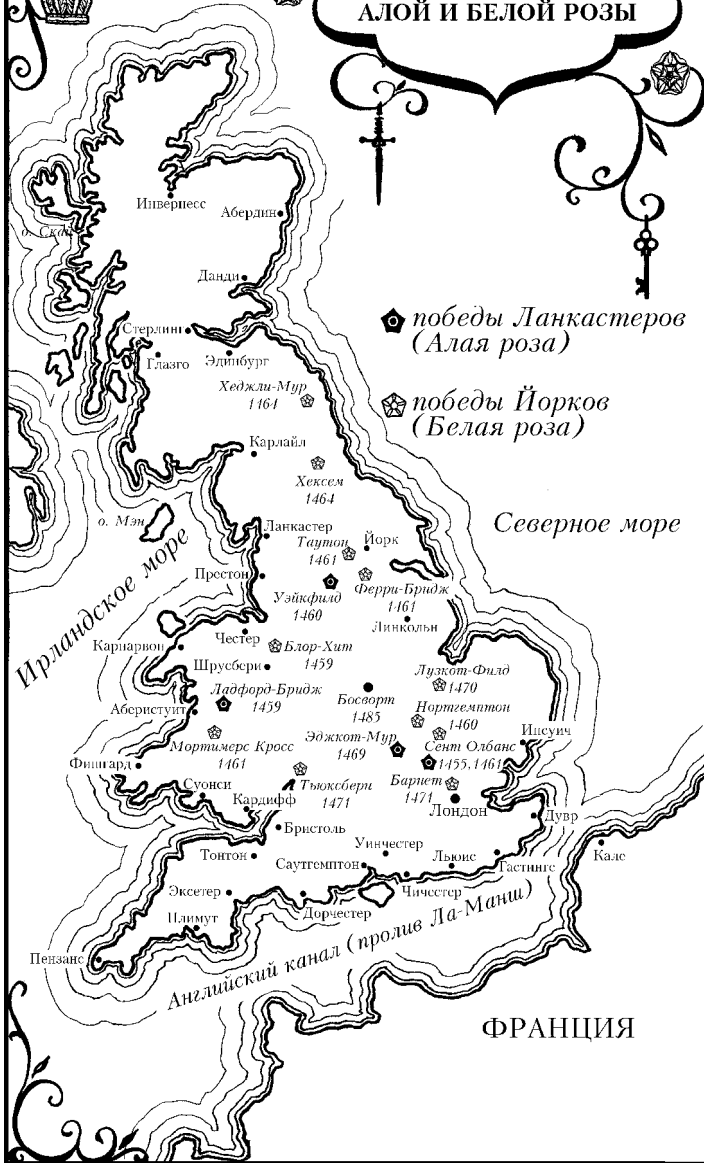 АЛОЙ И БЕЛОЙ РОЗЫ
Инвернесс
Абердин
о. Скай
Данди
Стерлинг
Глазго
Эдинбург
победы Ланкастеров
(Алая роза)
Хеджли-Мур
1464
победы Йорков
(Белая роза)
Карлайл
Хексем
1464
о. Мэн
Ланкастер
Северное море
Таутон
1461
Йорк
Ирландское море
Престон
Уэйкфилд
1460
Ферри-Бридж
1461
Линкольн
Честер
Карнарвон
Блор-Хит
1459
Шрусбери
Лузкот-Филд
1470
Ладфорд-Бридж
1459
Босворт
1485
Аберистуит
Нортгемптон
1460
Эджкот-Мур
1469
Мортимерс Кросс
1461
Сент Олбанс
1455, 1461
Ипсуич
Фишгард
Тьюксбери
1471
Барнет
1471
Суонси
Кардифф
Лондон
Дувр
Бристоль
Уинчестер
Тонтон
Саутгемптон
Льюис
Гастингс
Кале
Эксетер
Чичестер
Дорчестер
Плимут
Пензанс
Английский канал (пролив Ла-Манш)
ФРАНЦИЯ